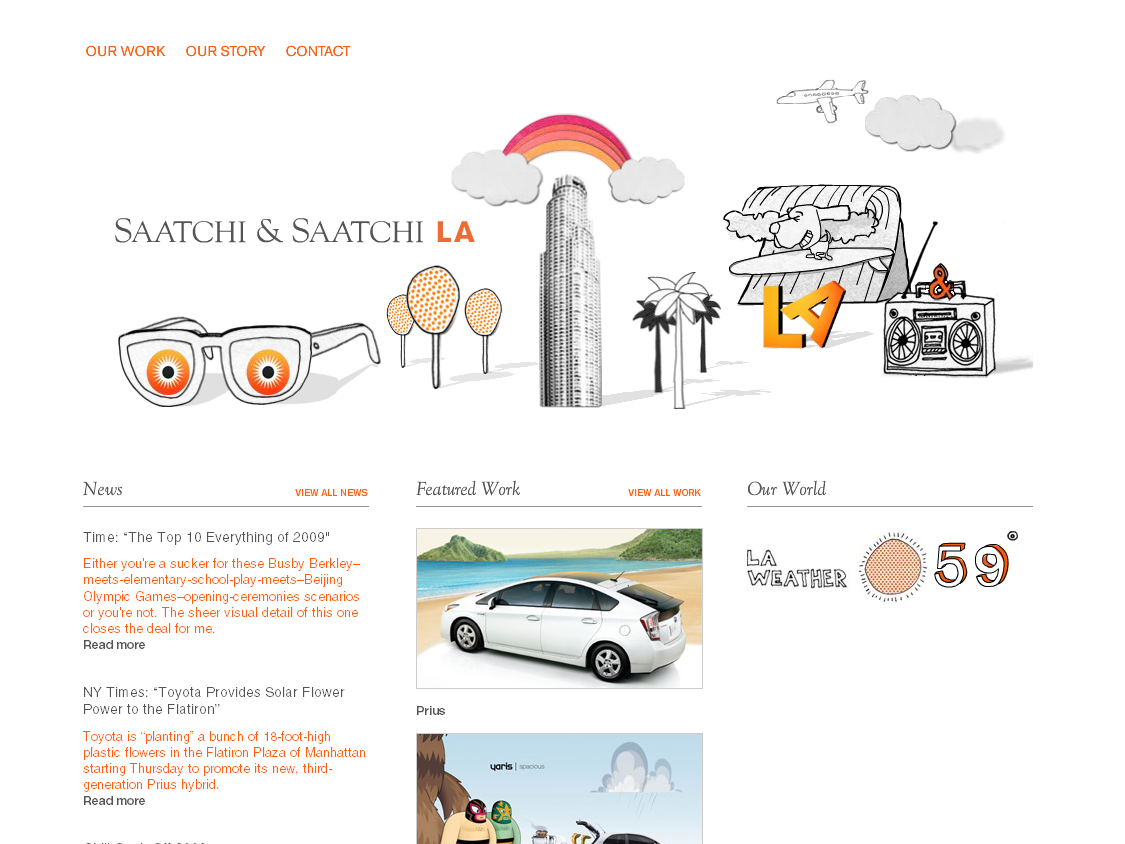 OUR WORK OUR STORY CONTACT
SAATCHI & SAATCHI LA
&
LA
News VIEW ALL NEWS
Time: “The Top 10 Everything of 2009"
Either you're a sucker for these Busby Berkley–
meets-elementary-school-play-meets–Beijing
Olympic Games–opening-ceremonies scenarios
or you're not. The sheer visual detail of this one
closes the deal for me.
Read more
NY Times: “Toyota Provides Solar Flower
Power to the Flatiron”
Toyota is “planting” a bunch of 18-foot-high
plastic flowers in the Flatiron Plaza of Manhattan
starting Thursday to promote its new, third-
generation Prius hybrid.
Read more
Featured Work VIEW ALL WORK
Prius
yaris | spacious
Our World
LA
WEATHER
59°